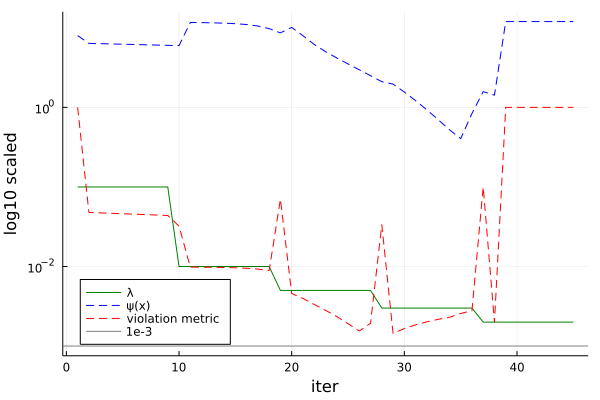 log10 scaled
10⁰
10⁻²
λ
ψ(x)
violation metric
1e-3
0 10 20 30 40
iter